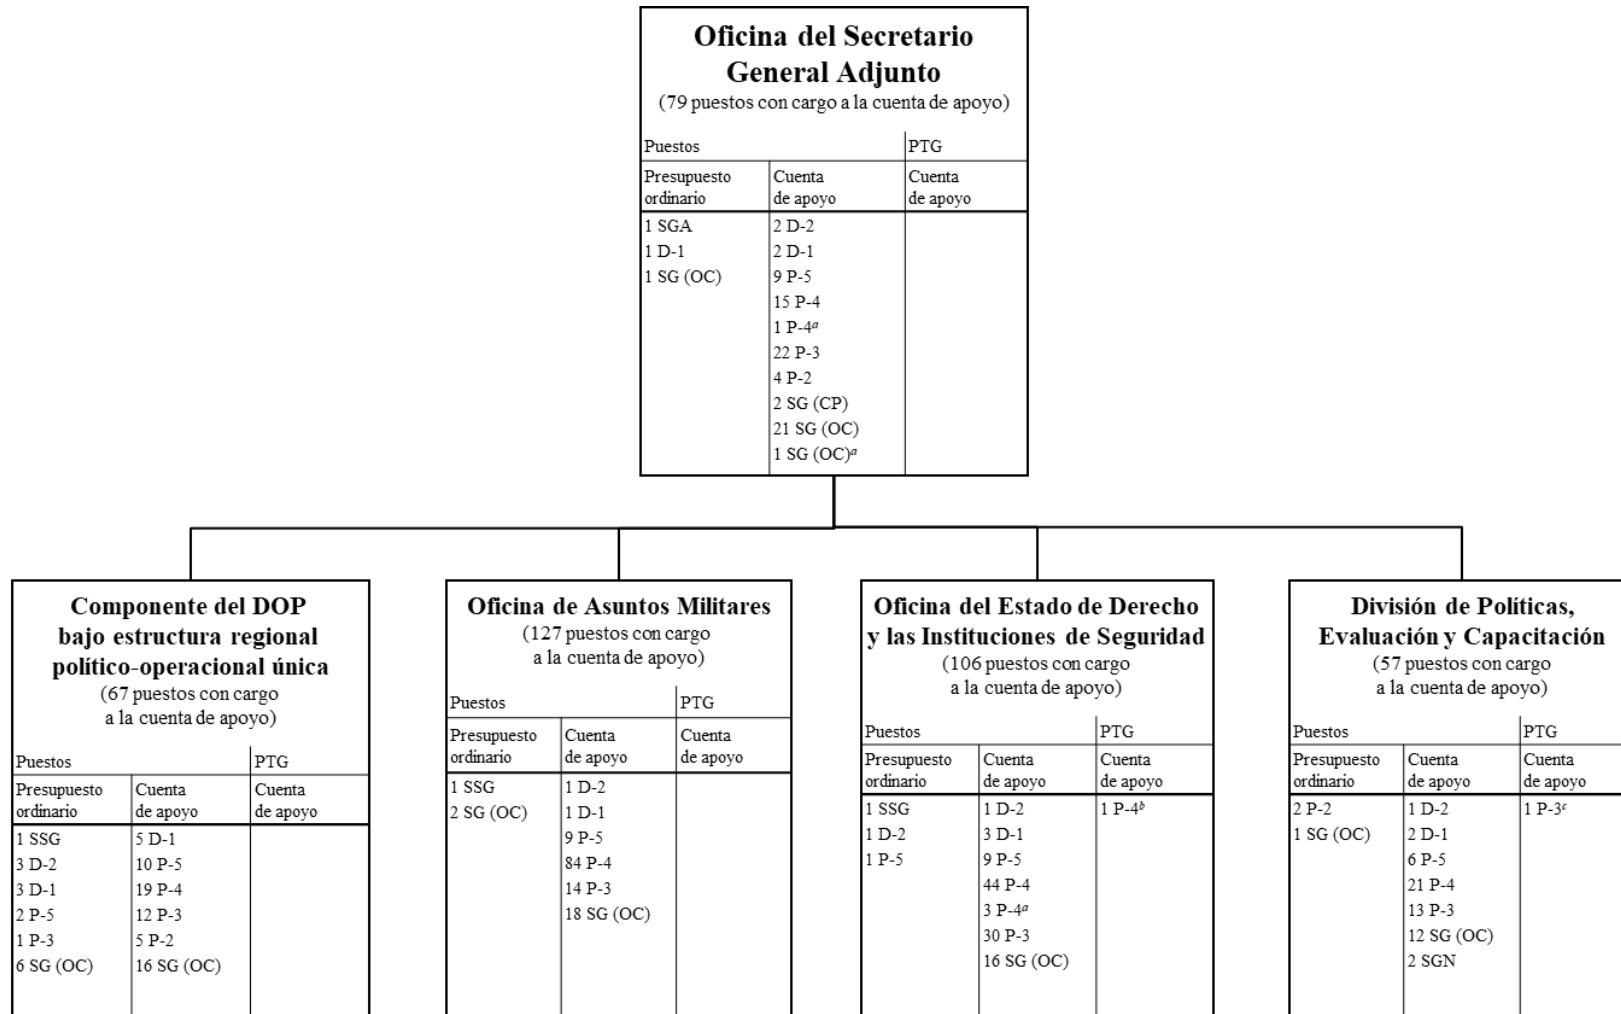 Oficina del Secretario
General Adjunto
(79 puestos con cargo a la cuenta de apoyo)
Puestos
PTG
Presupuesto
ordinario
Cuenta
de apoyo
Cuenta
de apoyo
1 SGA
1 D-1
1 SG (OC)
2 D-2
2 D-1
9 P-5
15 P-4
1 P-4ª
22 P-3
4 P-2
2 SG (CP)
21 SG (OC)
1 SG (OC)ª
Componente del DOP
bajo estructura regional
político-operacional única
(67 puestos con cargo
a la cuenta de apoyo)
Puestos
PTG
Presupuesto
ordinario
Cuenta
de apoyo
Cuenta
de apoyo
1 SSG
3 D-2
3 D-1
2 P-5
1 P-3
6 SG (OC)
5 D-1
10 P-5
19 P-4
12 P-3
5 P-2
16 SG (OC)
Oficina de Asuntos Militares
(127 puestos con cargo
a la cuenta de apoyo)
Puestos
PTG
Presupuesto
ordinario
Cuenta
de apoyo
Cuenta
de apoyo
1 SSG
2 SG (OC)
1 D-2
1 D-1
9 P-5
84 P-4
14 P-3
18 SG (OC)
Oficina del Estado de Derecho
y las Instituciones de Seguridad
(106 puestos con cargo
a la cuenta de apoyo)
Puestos
PTG
Presupuesto
ordinario
Cuenta
de apoyo
Cuenta
de apoyo
1 SSG
1 D-2
1 P-5
1 D-2
3 D-1
9 P-5
44 P-4
3 P-4ª
30 P-3
16 SG (OC)
1 P-4ᵇ
División de Políticas,
Evaluación y Capacitación
(57 puestos con cargo
a la cuenta de apoyo)
Puestos
PTG
Presupuesto
ordinario
Cuenta
de apoyo
Cuenta
de apoyo
2 P-2
1 SG (OC)
1 D-2
2 D-1
6 P-5
21 P-4
13 P-3
12 SG (OC)
2 SGN
1 P-3ᶜ